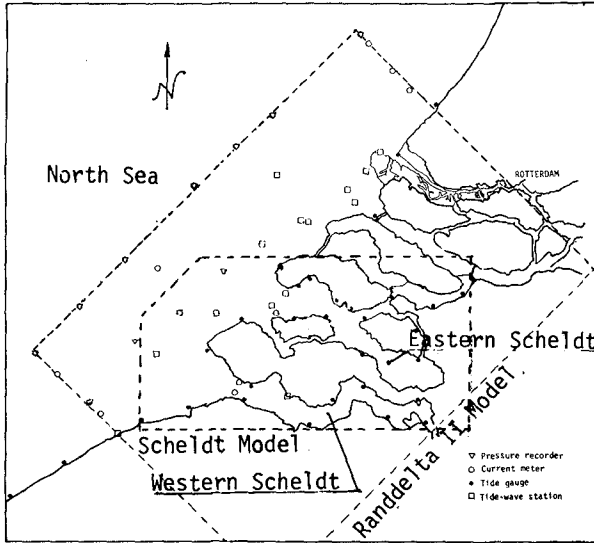 N
North Sea
ROTTERDAM
Eastern Scheldt
Randdelta II Model
Scheldt Model
Western Scheldt
▽ Pressure recorder
○ Current meter
• Tide gauge
□ Tide-wave station